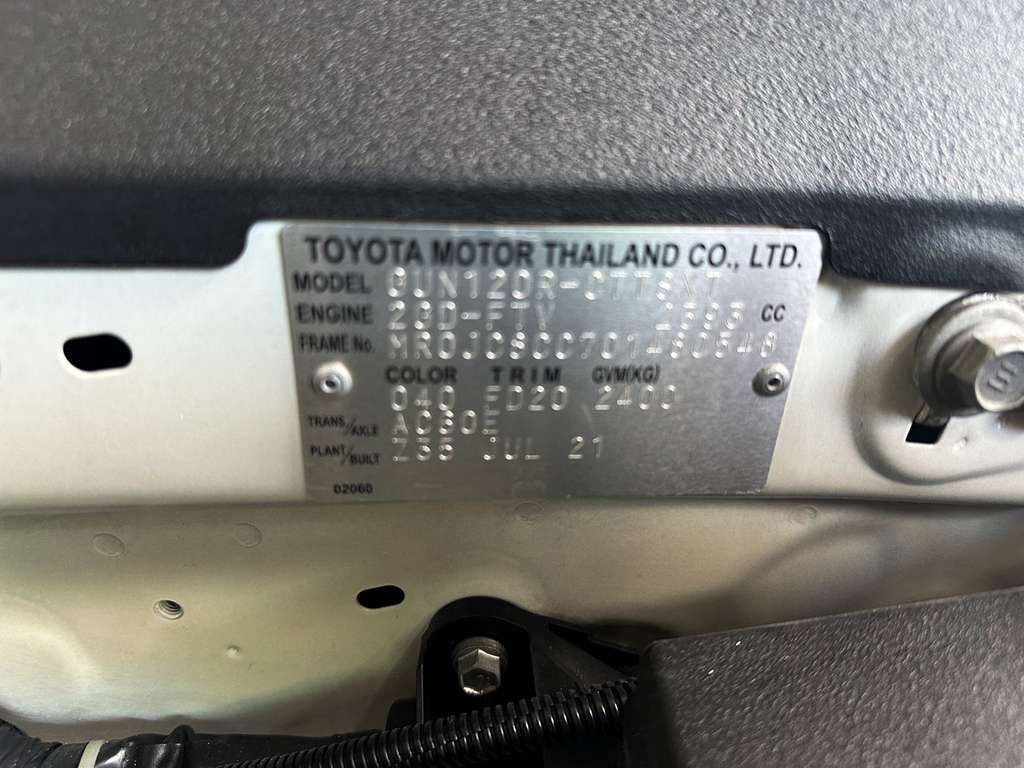 TOYOTA MOTOR THAILAND CO., LTD.
MODEL GUN120R-CTTSXT
ENGINE 2GD-FTV 2393 CC
FRAME No.
COLOR TRIM GVM(KG)
040 FD20 2400
TRANS/AXLE AC60E
PLANT/BUILT JUL 21
02060